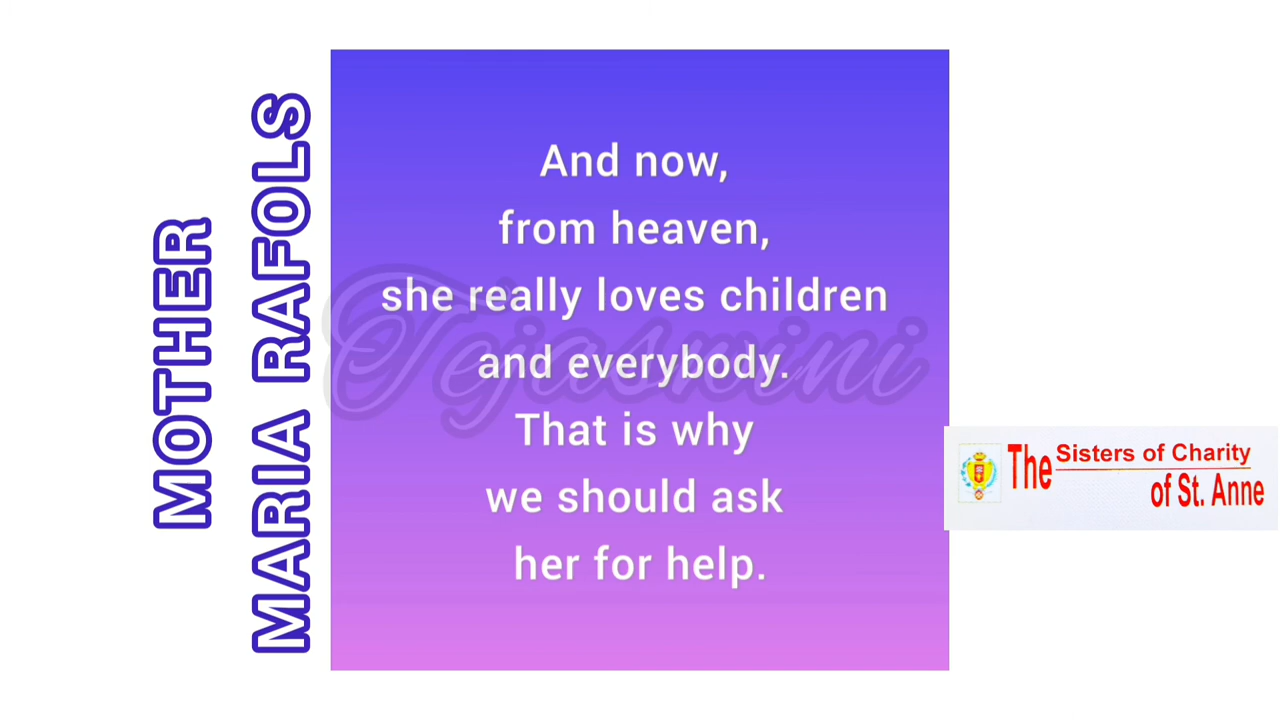 MOTHER
MARIA RAFOLS
And now,
from heaven,
she really loves children
and everybody.
That is why
we should ask
her for help.
Tejaswini
The Sisters of Charity
of St. Anne